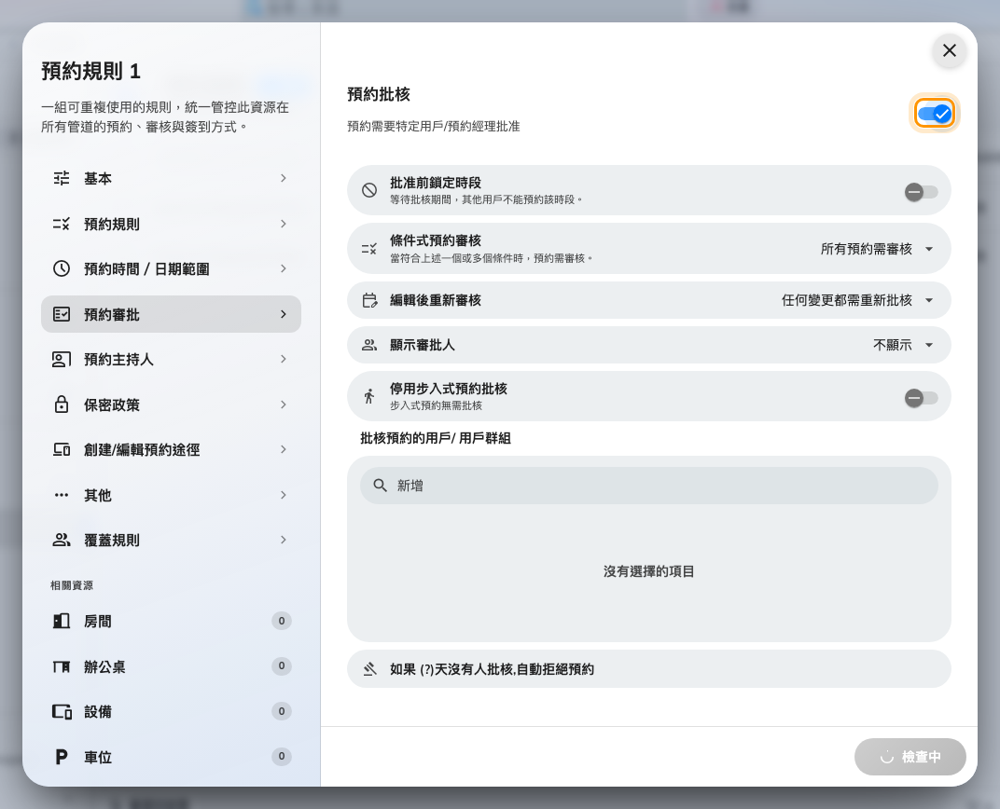 預約規則 1
一組可重複使用的規則，統一管控此資源在
所有管道的預約、審核與簽到方式。
基本
預約規則
預約時間 / 日期範圍
預約審批
預約主持人
保密政策
創建/編輯預約途徑
其他
覆蓋規則
相關資源
房間 0
辦公桌 0
設備 0
車位 0
預約批核
預約需要特定用戶/預約經理批准
批准前鎖定時段
等待批核期間，其他用戶不能預約該時段。
條件式預約審核 所有預約需審核
當符合上述一個或多個條件時，預約需審核。
編輯後重新審核 任何變更都需重新批核
顯示審批人 不顯示
停用步入式預約批核
步入式預約無需批核
批核預約的用戶/ 用戶群組
新增
沒有選擇的項目
如果 (?)天沒有人批核,自動拒絕預約
檢查中